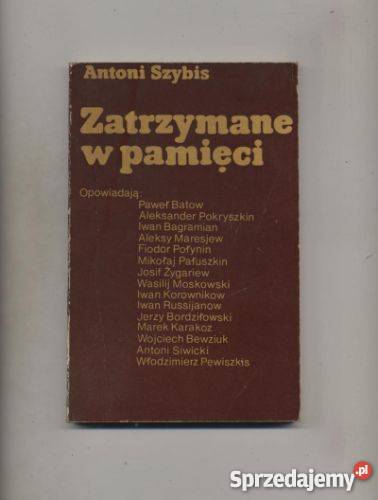 Antoni Szybis
Zatrzymane
w pamięci
Opowiadają:
Paweł Batow
Aleksander Pokryszkin
Iwan Bagramian
Aleksy Maresjew
Fiodor Połynin
Mikołaj Pałuszkin
Josif Żygariew
Wasilij Moskowski
Iwan Korownikow
Iwan Russijanow
Jerzy Bordziłowski
Marek Karakoz
Wojciech Bewziuk
Antoni Siwicki
Włodzimierz Pewiszkis
Sprzedajemy.pl